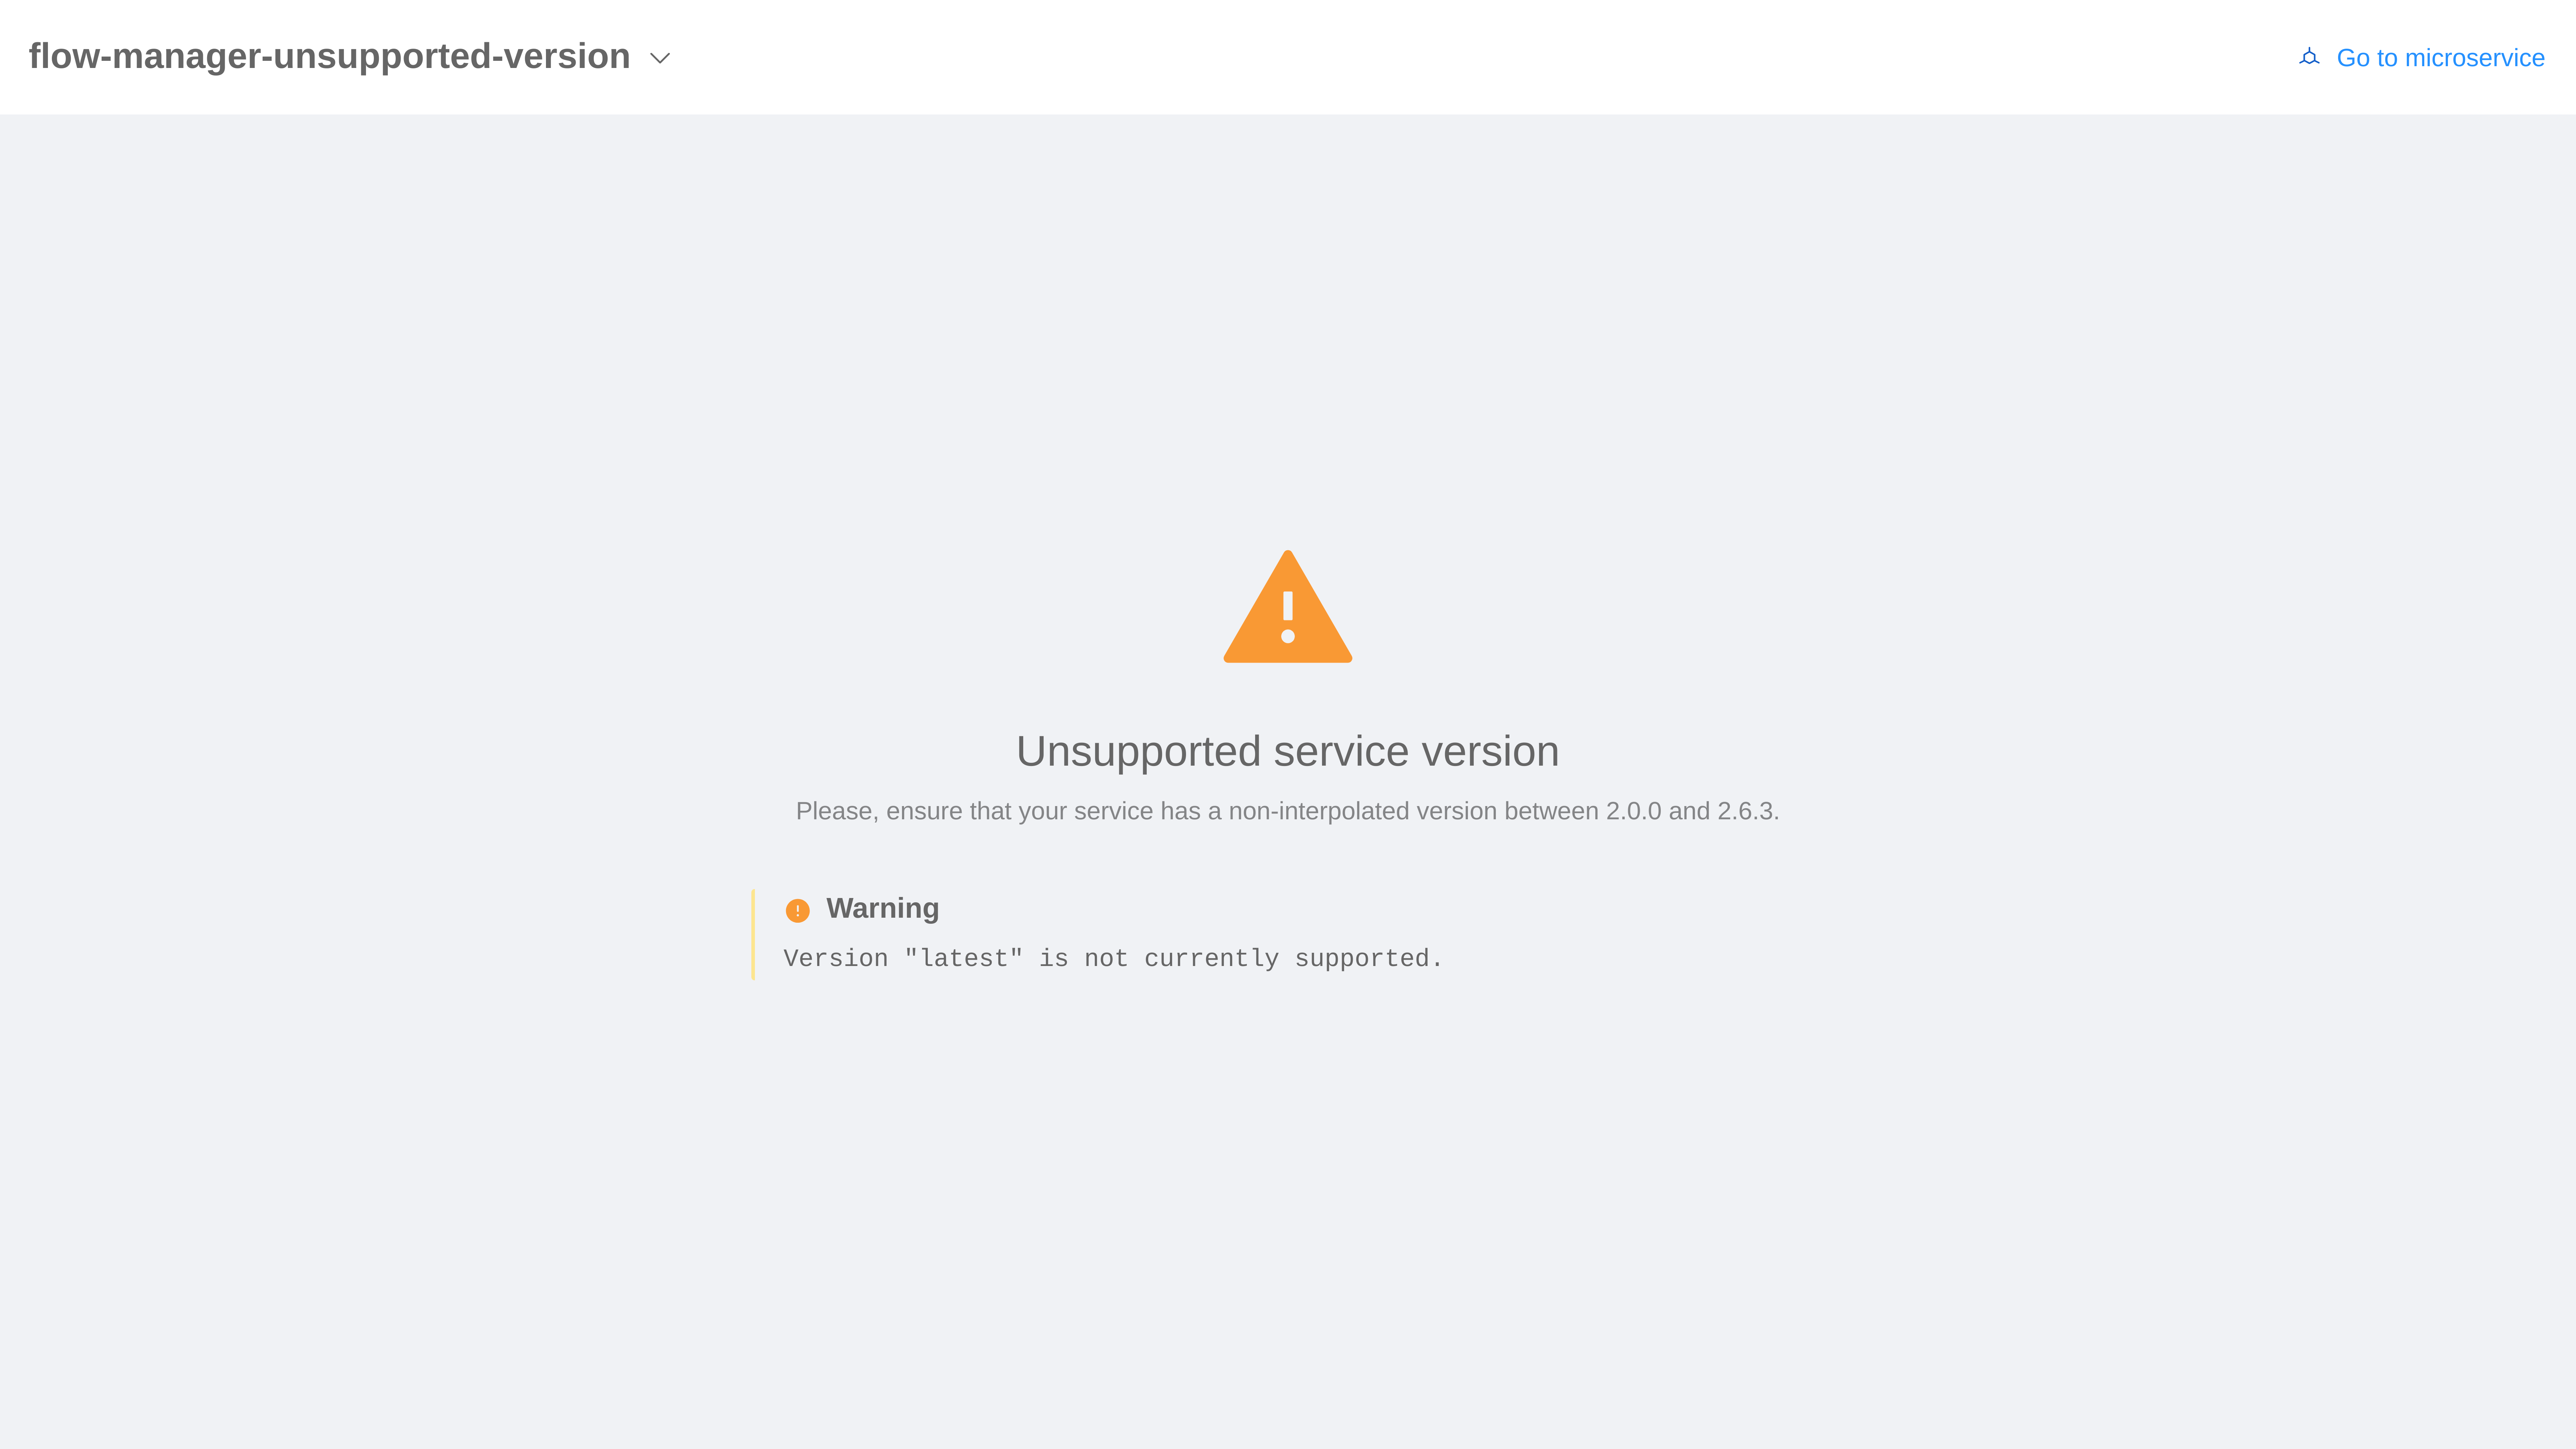 flow-manager-unsupported-version
Go to microservice
Unsupported service version
Please, ensure that your service has a non-interpolated version between 2.0.0 and 2.6.3.
Warning
Version "latest" is not currently supported.